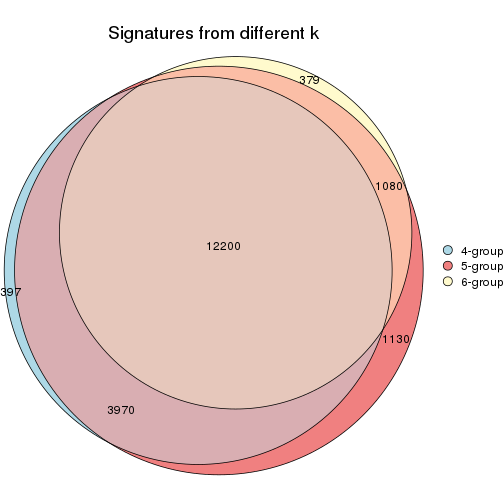 Signatures from different k
379
1080
12200
4-group
5-group
6-group
397
1130
3970